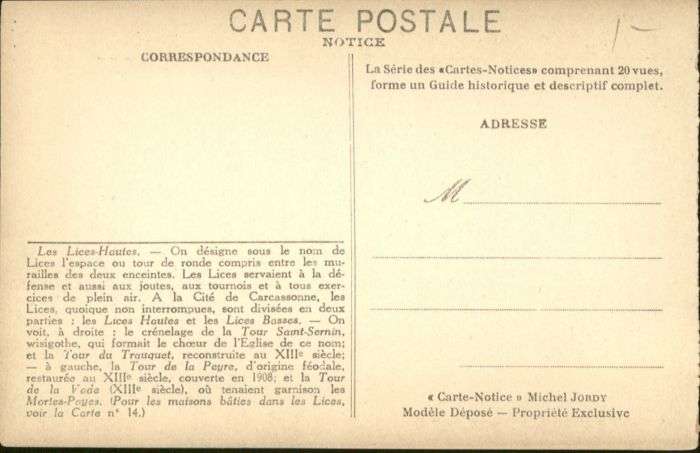 CARTE POSTALE
1-
NOTICE
CORRESPONDANCE
La Série des «Cartes-Notices» comprenant 20 vues,
forme un Guide historique et descriptif complet.
ADRESSE
M
Les Lices-Hautes. — On désigne sous le nom de
Lices l'espace ou tour de ronde compris entre les mu-
railles des deux enceintes. Les Lices servaient à la dé-
fense et aussi aux joutes, aux tournois et à tous exer-
cices de plein air. A la Cité de Carcassonne, les
Lices, quoique non interrompues, sont divisées en deux
parties : les Lices Hautes et les Lices Basses. — On
voit, à droite : le crénelage de la Tour Saint-Sernin,
wisigothe, qui formait le chœur de l'Eglise de ce nom;
et la Tour du Trauquet, reconstruite au XIIIe siècle;
— à gauche, la Tour de la Peyre, d'origine féodale,
restaurée au XIIIe siècle, couverte en 1908; et la Tour
de la Vade (XIIIe siècle), où tenaient garnison les
Mortes-Payes. (Pour les maisons bâties dans les Lices,
voir la Carte n° 14.)
« Carte-Notice » Michel JORDY
Modèle Déposé — Propriété Exclusive